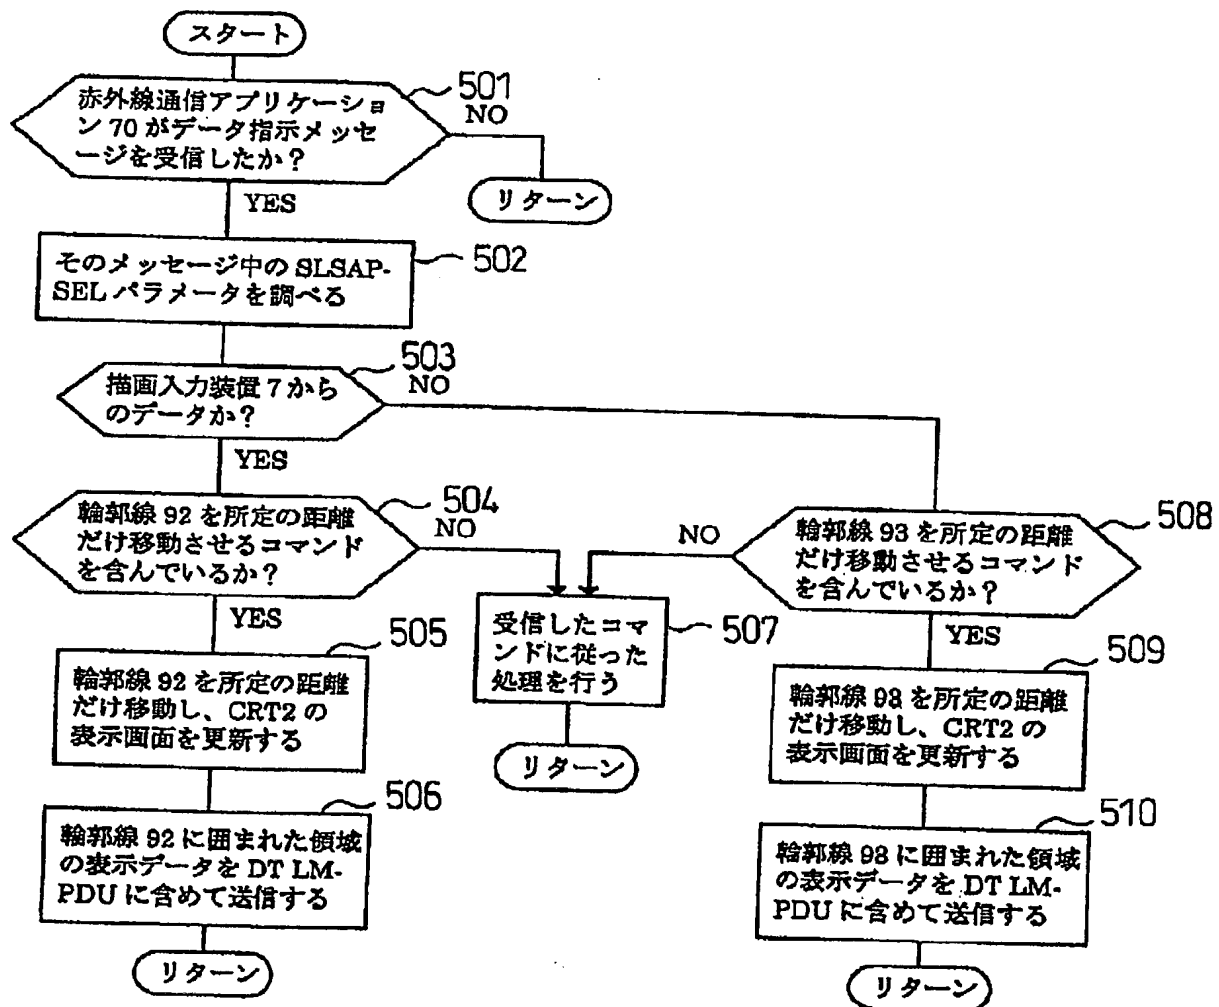 スタート
501
赤外線通信アプリケーショ
ン 70 がデータ指示メッセ
ージを受信したか？
NO
リターン
YES
502
そのメッセージ中の SLSAP-
SEL パラメータを調べる
503
描画入力装置 7 から
のデータか？
NO
YES
504
輪郭線 92 を所定の距離
だけ移動させるコマンド
を含んでいるか？
NO
YES
508
輪郭線 93 を所定の距離
だけ移動させるコマンド
を含んでいるか？
NO
YES
507
受信したコマ
ンドに従った
処理を行う
リターン
505
輪郭線 92 を所定の距離
だけ移動し、CRT2 の
表示画面を更新する
506
輪郭線 92 に囲まれた領域
の表示データを DT LM-
PDU に含めて送信する
リターン
509
輪郭線 93 を所定の距離
だけ移動し、CRT2 の
表示画面を更新する
510
輪郭線 93 に囲まれた領域
の表示データを DT LM-
PDU に含めて送信する
リターン